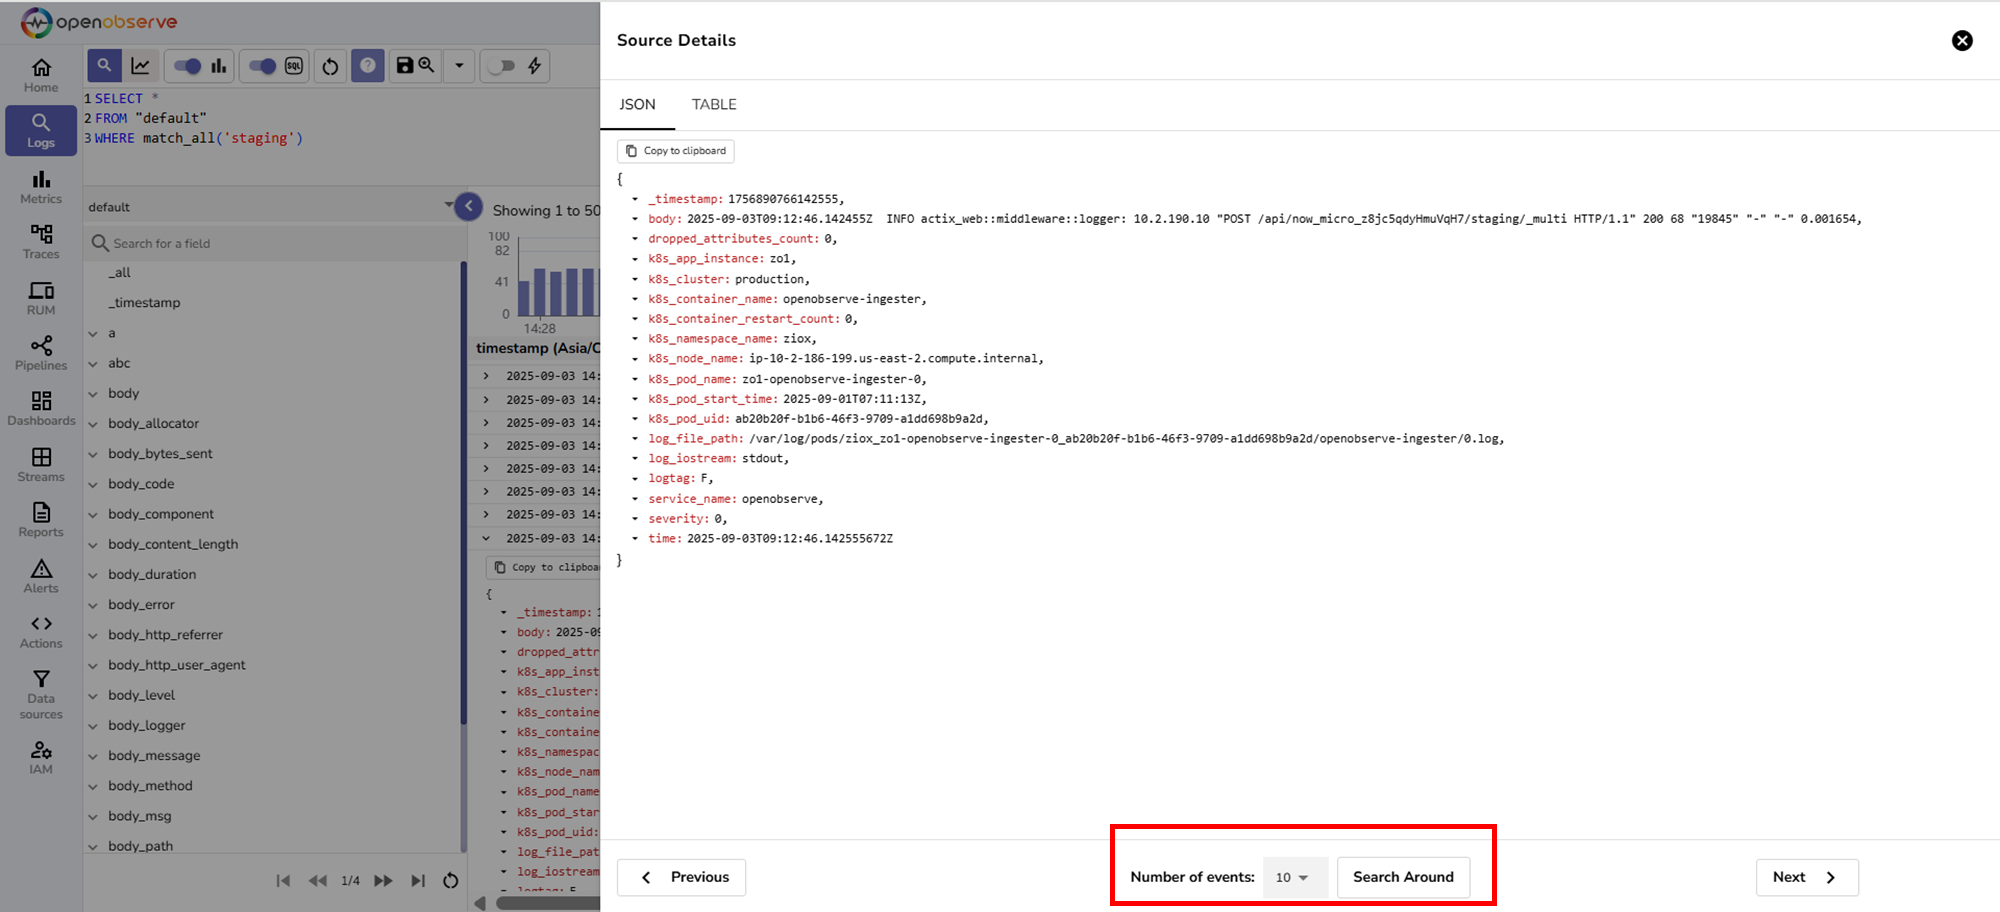 openobserve
Home
Logs
Metrics
Traces
RUM
Pipelines
Dashboards
Streams
Reports
Alerts
Actions
Data
sources
IAM
SQL
1 SELECT *
2 FROM "default"
3 WHERE match_all('staging')
default
Search for a field
_all
_timestamp
a
abc
body
body_allocator
body_bytes_sent
body_code
body_component
body_content_length
body_duration
body_error
body_http_referrer
body_http_user_agent
body_level
body_logger
body_message
body_method
body_msg
body_path
1/4
Showing 1 to 50
100
82
41
0
14:28
timestamp (Asia/C
2025-09-03 14:
2025-09-03 14:
2025-09-03 14:
2025-09-03 14:
2025-09-03 14:
2025-09-03 14:
2025-09-03 14:
2025-09-03 14:
Copy to clipboa
{
_timestamp: 1
body: 2025-09
dropped_attr
k8s_app_inst
k8s_cluster:
k8s_containe
k8s_containe
k8s_namespac
k8s_node_nam
k8s_pod_name
k8s_pod_star
k8s_pod_uid:
log_file_pat
log_iostream
logtag: F
Source Details
JSON
TABLE
Copy to clipboard
{
_timestamp: 1756890766142555,
body: 2025-09-03T09:12:46.142455Z  INFO actix_web::middleware::logger: 10.2.190.10 "POST /api/now_micro_z8jc5qdyHmuVqH7/staging/_multi HTTP/1.1" 200 68 "19845" "-" "-" 0.001654,
dropped_attributes_count: 0,
k8s_app_instance: zo1,
k8s_cluster: production,
k8s_container_name: openobserve-ingester,
k8s_container_restart_count: 0,
k8s_namespace_name: ziox,
k8s_node_name: ip-10-2-186-199.us-east-2.compute.internal,
k8s_pod_name: zo1-openobserve-ingester-0,
k8s_pod_start_time: 2025-09-01T07:11:13Z,
k8s_pod_uid: ab20b20f-b1b6-46f3-9709-a1dd698b9a2d,
log_file_path: /var/log/pods/ziox_zo1-openobserve-ingester-0_ab20b20f-b1b6-46f3-9709-a1dd698b9a2d/openobserve-ingester/0.log,
log_iostream: stdout,
logtag: F,
service_name: openobserve,
severity: 0,
time: 2025-09-03T09:12:46.142555672Z
}
Previous
Number of events:
10
Search Around
Next